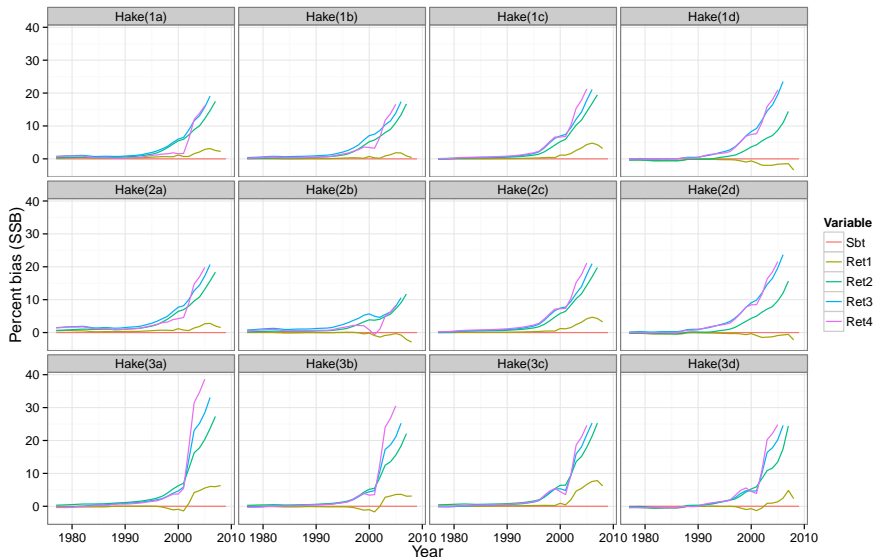 Hake(1a) Hake(1b) Hake(1c) Hake(1d)
40
30
20
10
0
Hake(2a) Hake(2b) Hake(2c) Hake(2d)
40
30
20
10
0
Hake(3a) Hake(3b) Hake(3c) Hake(3d)
40
30
20
10
0
1980 1990 2000 2010 1980 1990 2000 2010 1980 1990 2000 2010 1980 1990 2000 2010
Year
Percent bias (SSB)
Variable
Sbt
Ret1
Ret2
Ret3
Ret4